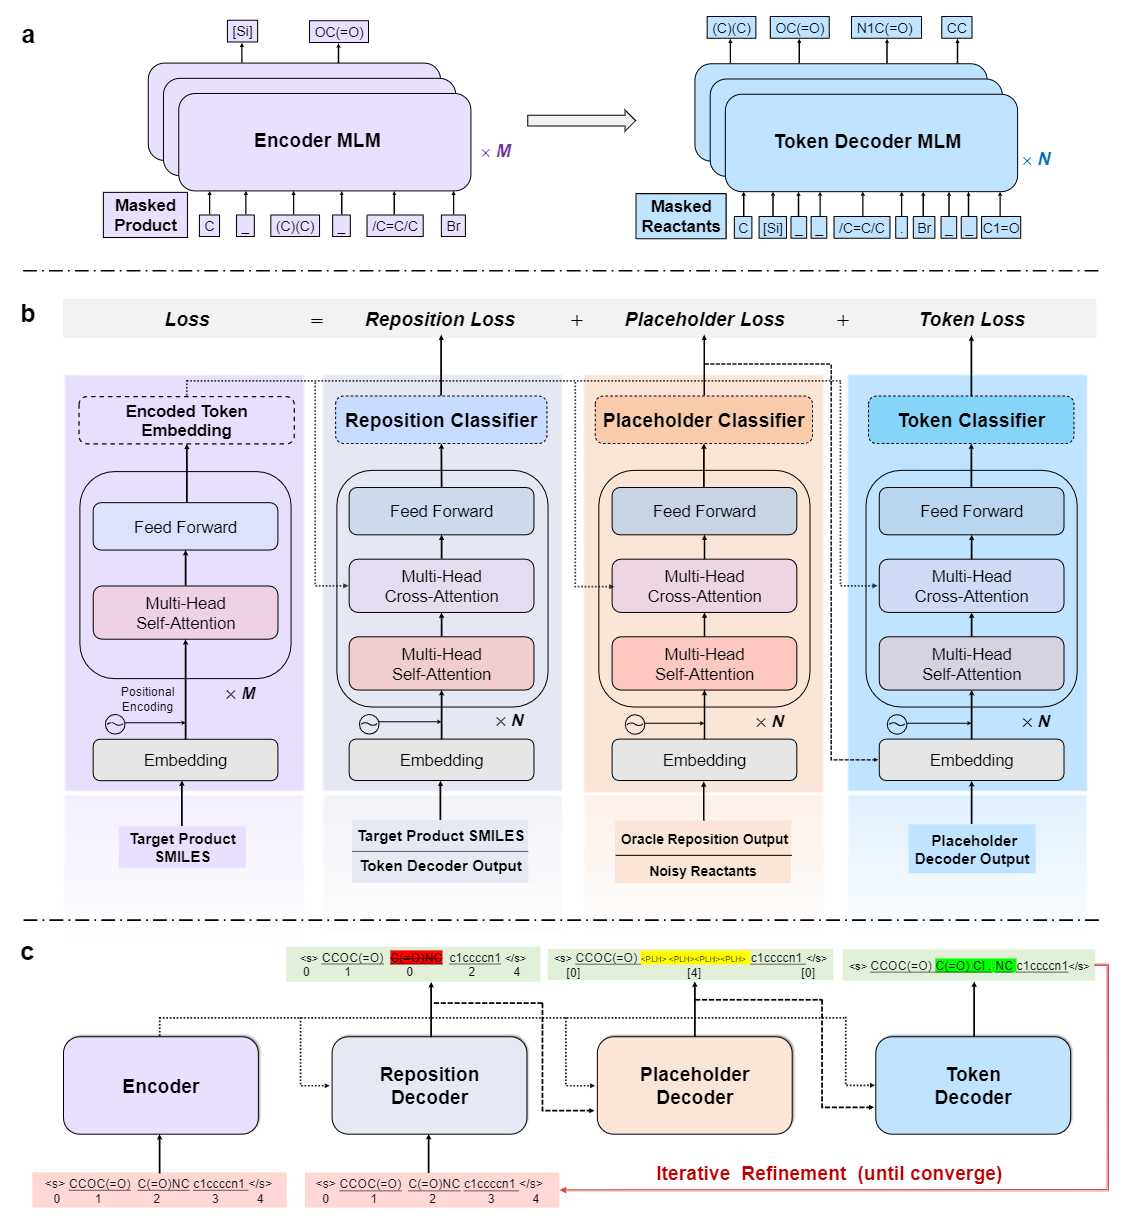 a
[Si] OC(=O) (C)(C) OC(=O) N1C(=O) CC
Encoder MLM
× M
Token Decoder MLM
× N
Masked
Product
C _ (C)(C) _ /C=C/C Br
Masked
Reactants
C [Si] _ _ /C=C/C . Br _ _ C1=O
b
Loss = Reposition Loss + Placeholder Loss + Token Loss
Encoded Token
Embedding
Reposition Classifier
Placeholder Classifier
Token Classifier
Feed Forward
Feed Forward
Feed Forward
Feed Forward
Multi-Head
Self-Attention
Multi-Head
Cross-Attention
Multi-Head
Cross-Attention
Multi-Head
Cross-Attention
Multi-Head
Self-Attention
Multi-Head
Self-Attention
Multi-Head
Self-Attention
Positional
Encoding
× M
× N
× N
× N
Embedding
Embedding
Embedding
Embedding
Target Product
SMILES
Target Product SMILES
Token Decoder Output
Oracle Reposition Output
Noisy Reactants
Placeholder
Decoder Output
c
<s> CCOC(=O) C(=O)NC c1ccccn1 </s>
0 1 0 2 4
<s> CCOC(=O) <PLH> <PLH><PLH><PLH> c1ccccn1 </s>
[0] [4] [0]
<s> CCOC(=O) C(=O) Cl . NC c1ccccn1</s>
Encoder
Reposition
Decoder
Placeholder
Decoder
Token
Decoder
<s> CCOC(=O) C(=O)NC c1ccccn1 </s>
0 1 2 3 4
<s> CCOC(=O) C(=O)NC c1ccccn1 </s>
0 1 2 3 4
Iterative Refinement (until converge)